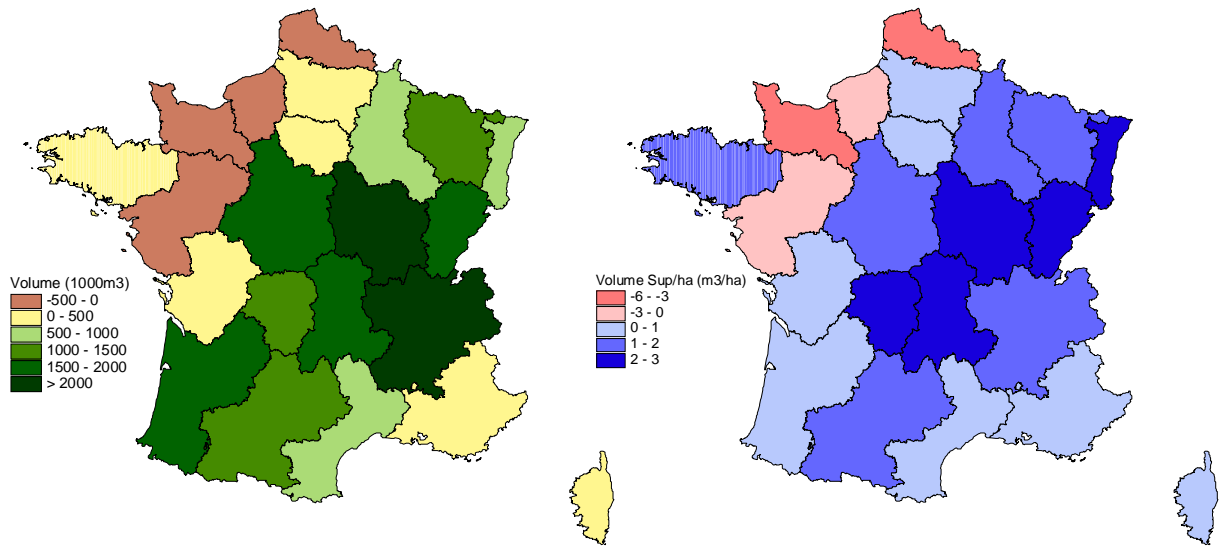 Volume (1000m3)
-500 - 0
0 - 500
500 - 1000
1000 - 1500
1500 - 2000
> 2000
Volume Sup/ha (m3/ha)
-6 - -3
-3 - 0
0 - 1
1 - 2
2 - 3